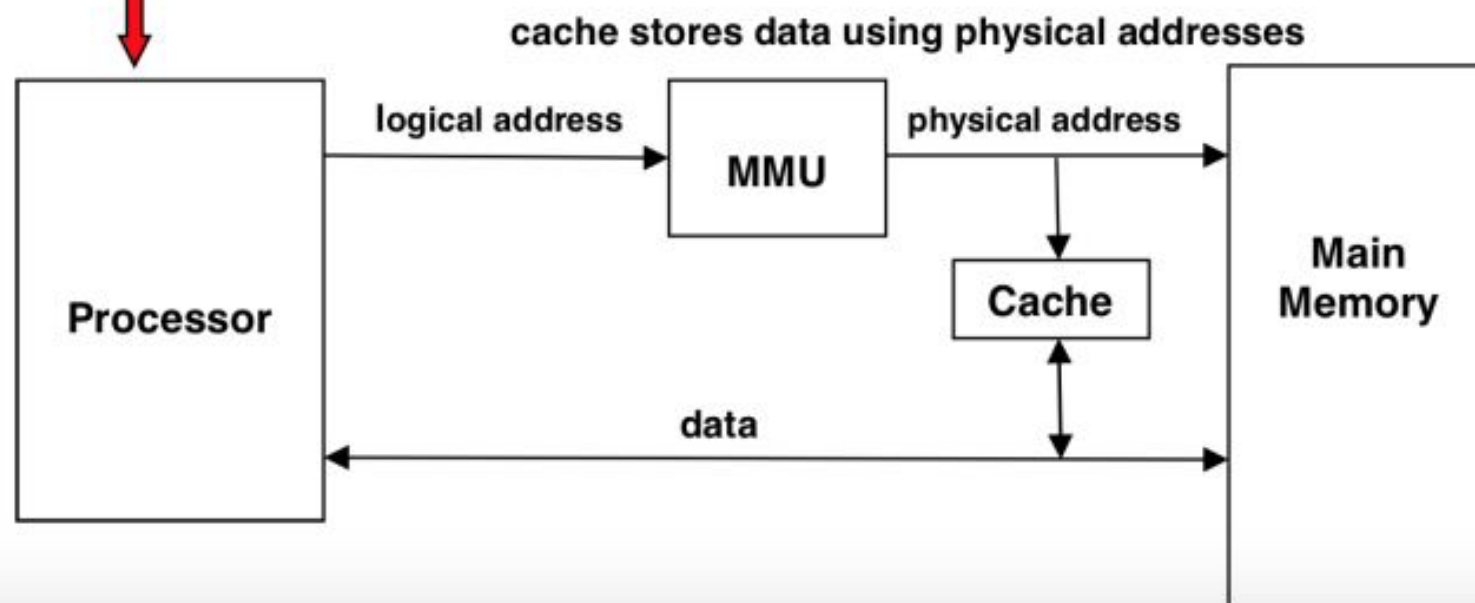 cache stores data using physical addresses
logical address
physical address
MMU
Main
Memory
Cache
Processor
data